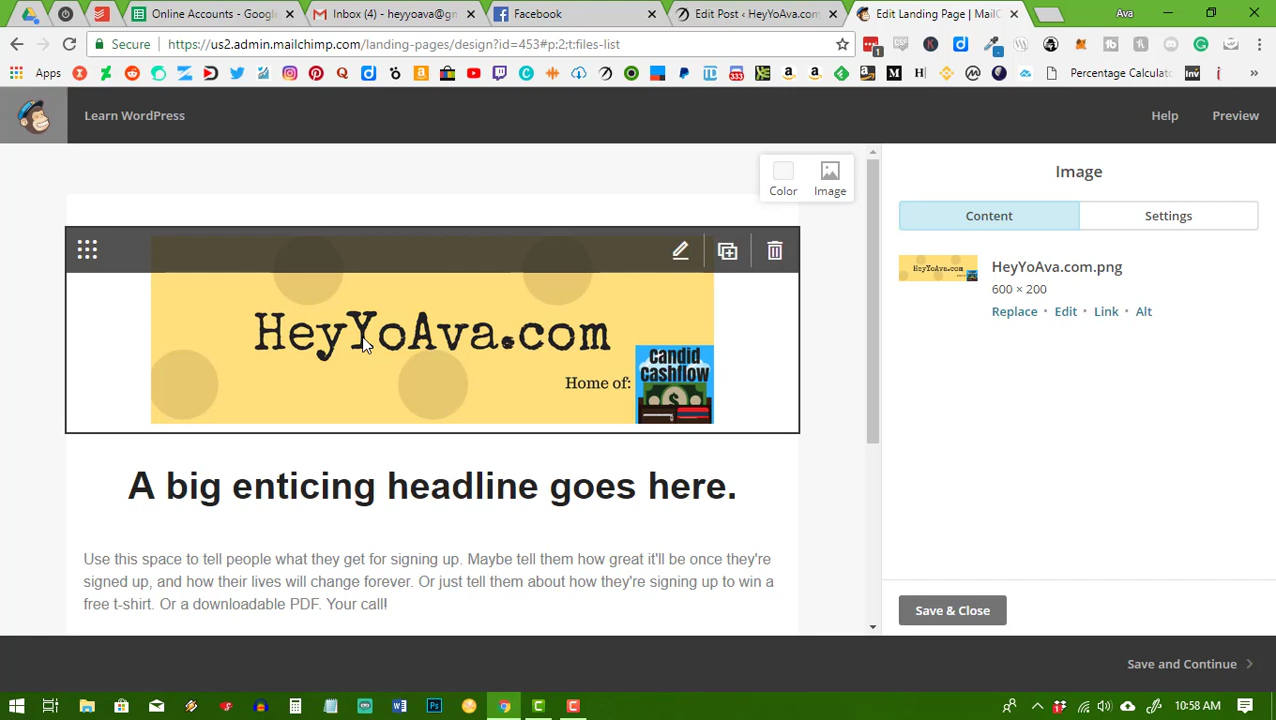 Online Accounts - Google
Inbox (4) - heyyoava@gm
Facebook
Edit Post ‹ HeyYoAva.com
Edit Landing Page | MailC
Ava
Secure
https://us2.admin.mailchimp.com/landing-pages/design?id=453#p:2;t:files-list
1
Apps
Percentage Calculat
Inv
Learn WordPress
Help
Preview
Color
Image
Image
Content
Settings
HeyYoAva.com.png
600 × 200
Replace • Edit • Link • Alt
HeyYoAva.com
Home of:
CANDID
CASHFLOW
A big enticing headline goes here.
Use this space to tell people what they get for signing up. Maybe tell them how great it'll be once they're
signed up, and how their lives will change forever. Or just tell them about how they're signing up to win a
free t-shirt. Or a downloadable PDF. Your call!
Save & Close
Save and Continue
10:58 AM